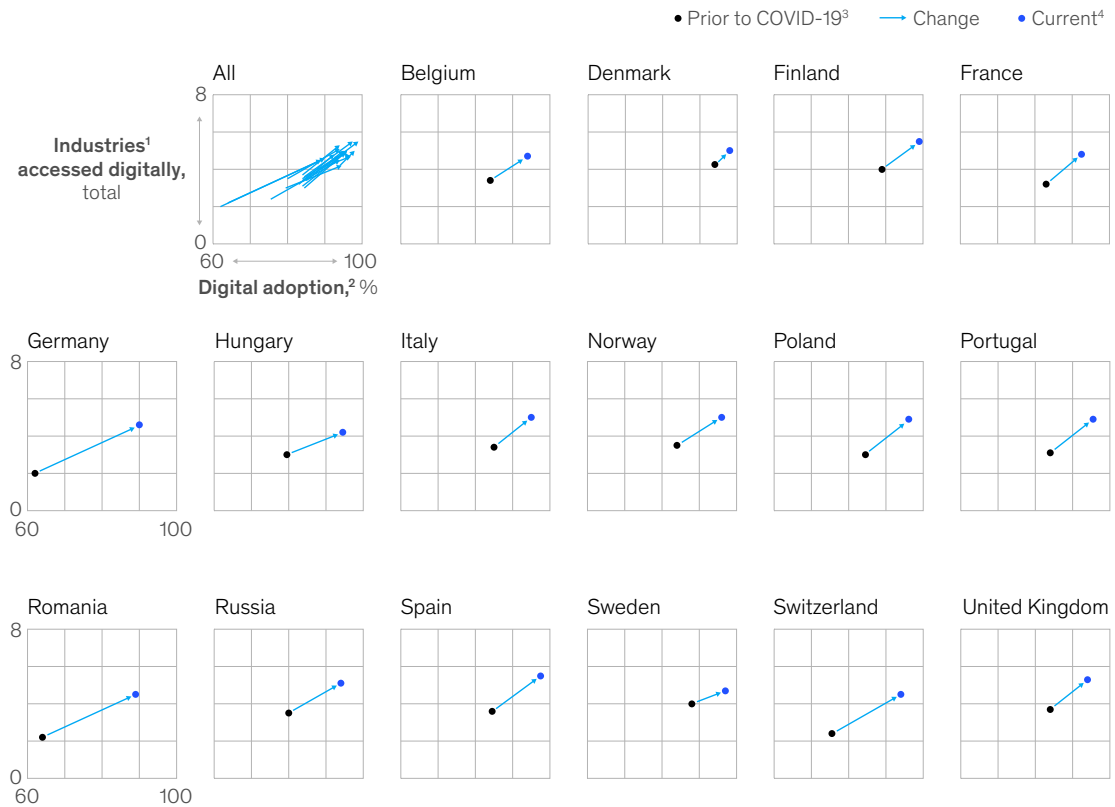 Prior to COVID-19³ Change Current⁴
All Belgium Denmark Finland France
8
Industries¹
accessed digitally,
total
0
60 100
Digital adoption,² %
Germany Hungary Italy Norway Poland Portugal
8
0
60 100
Romania Russia Spain Sweden Switzerland United Kingdom
8
0
60 100